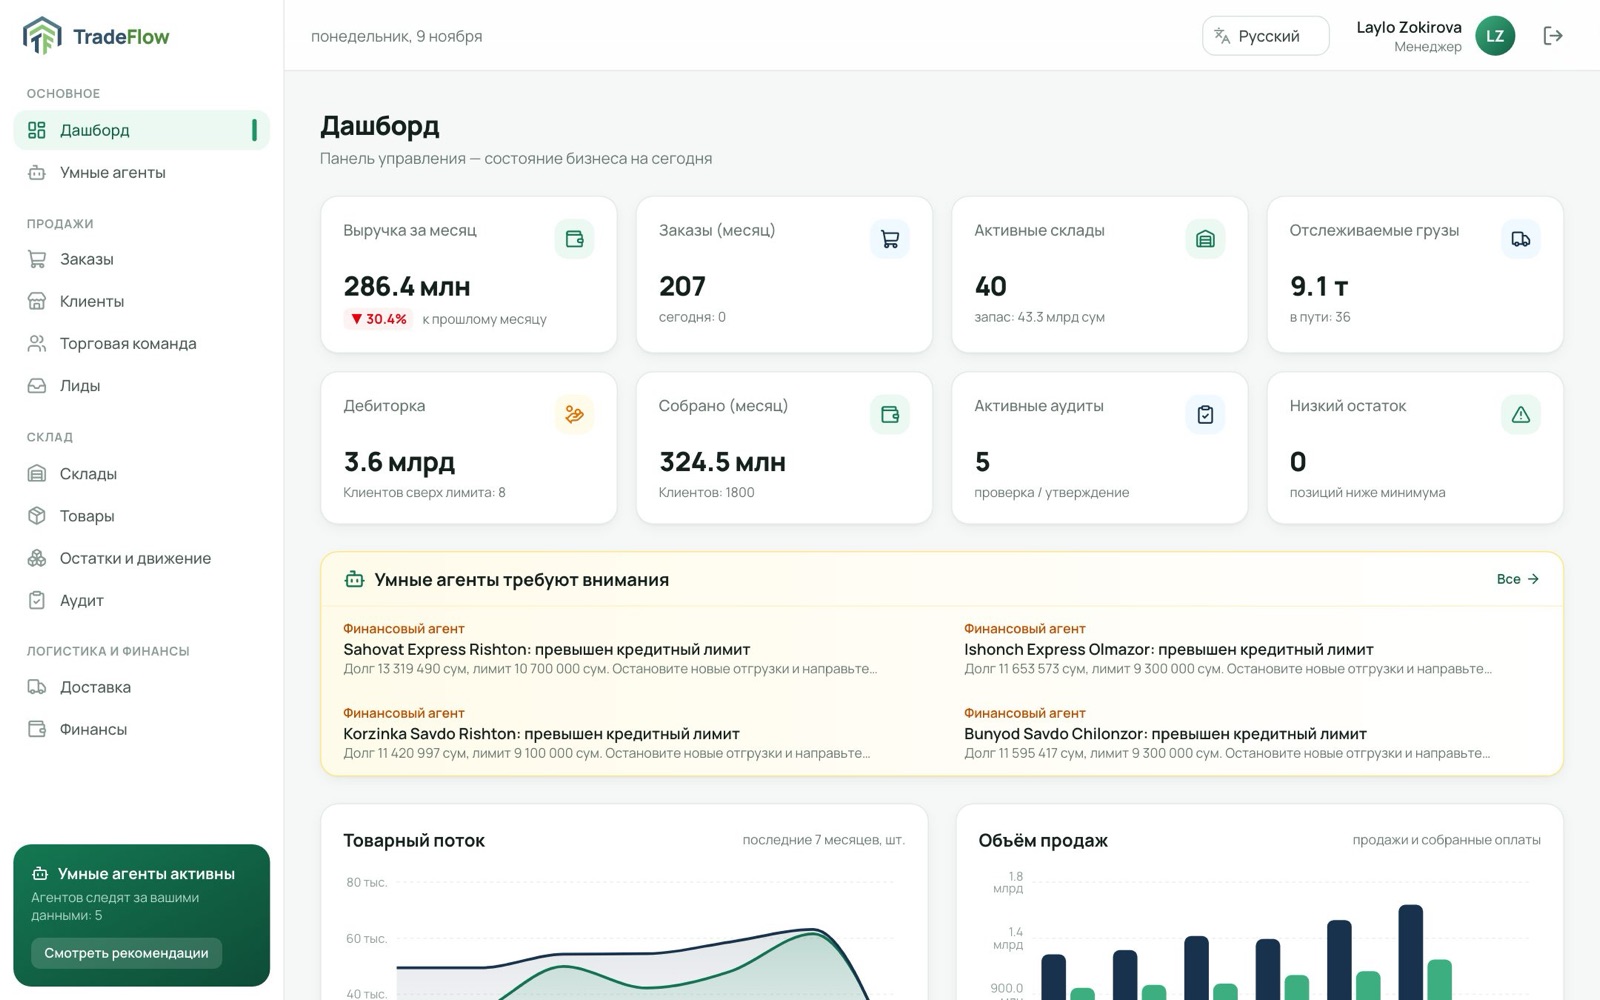 TradeFlow
понедельник, 9 ноября
Русский
Laylo Zokirova
Менеджер
LZ
ОСНОВНОЕ
Дашборд
Умные агенты
ПРОДАЖИ
Заказы
Клиенты
Торговая команда
Лиды
СКЛАД
Склады
Товары
Остатки и движение
Аудит
ЛОГИСТИКА И ФИНАНСЫ
Доставка
Финансы
Умные агенты активны
Агентов следят за вашими
данными: 5
Смотреть рекомендации
Дашборд
Панель управления — состояние бизнеса на сегодня
Выручка за месяц
286.4 млн
▼ 30.4% к прошлому месяцу
Заказы (месяц)
207
сегодня: 0
Активные склады
40
запас: 43.3 млрд сум
Отслеживаемые грузы
9.1 т
в пути: 36
Дебиторка
3.6 млрд
Клиентов сверх лимита: 8
Собрано (месяц)
324.5 млн
Клиентов: 1800
Активные аудиты
5
проверка / утверждение
Низкий остаток
0
позиций ниже минимума
Умные агенты требуют внимания
Все →
Финансовый агент
Sahovat Express Rishton: превышен кредитный лимит
Долг 13 319 490 сум, лимит 10 700 000 сум. Остановите новые отгрузки и направьте…
Финансовый агент
Ishonch Express Olmazor: превышен кредитный лимит
Долг 11 653 573 сум, лимит 9 300 000 сум. Остановите новые отгрузки и направьте…
Финансовый агент
Korzinka Savdo Rishton: превышен кредитный лимит
Долг 11 420 997 сум, лимит 9 100 000 сум. Остановите новые отгрузки и направьте…
Финансовый агент
Bunyod Savdo Chilonzor: превышен кредитный лимит
Долг 11 595 417 сум, лимит 9 300 000 сум. Остановите новые отгрузки и направьте…
Товарный поток
последние 7 месяцев, шт.
80 тыс.
60 тыс.
40 тыс.
Объём продаж
продажи и собранные оплаты
1.8
млрд
1.4
млрд
900.0
млн